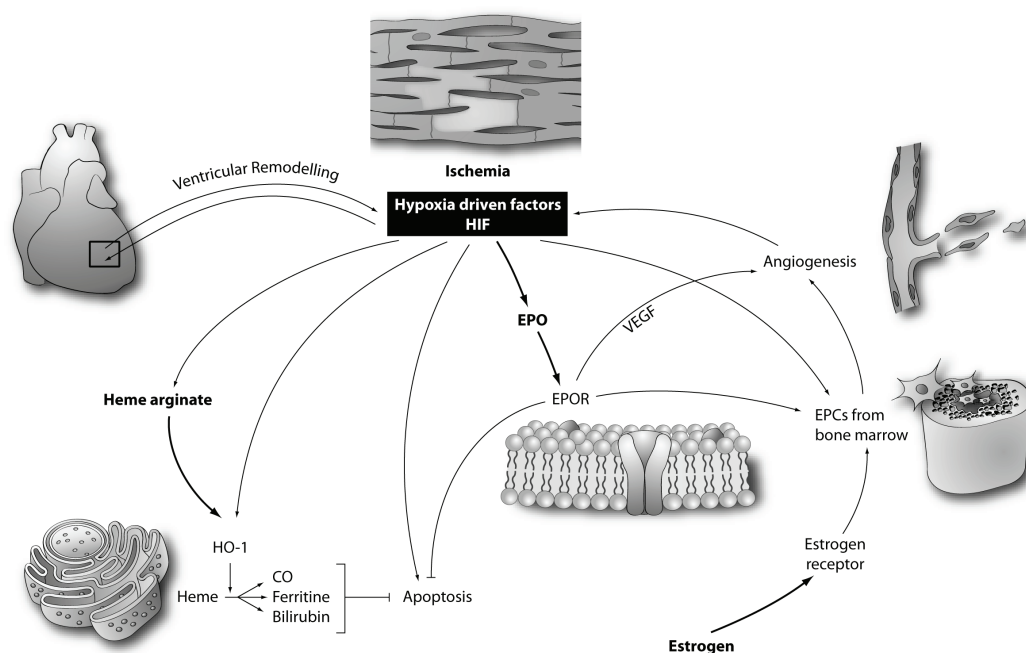 Ischemia
Ventricular Remodelling
Hypoxia driven factors
HIF
Angiogenesis
EPO
VEGF
Heme arginate
EPOR
EPCs from
bone marrow
HO-1
Estrogen
receptor
CO
Heme
Ferritine
Apoptosis
Bilirubin
Estrogen